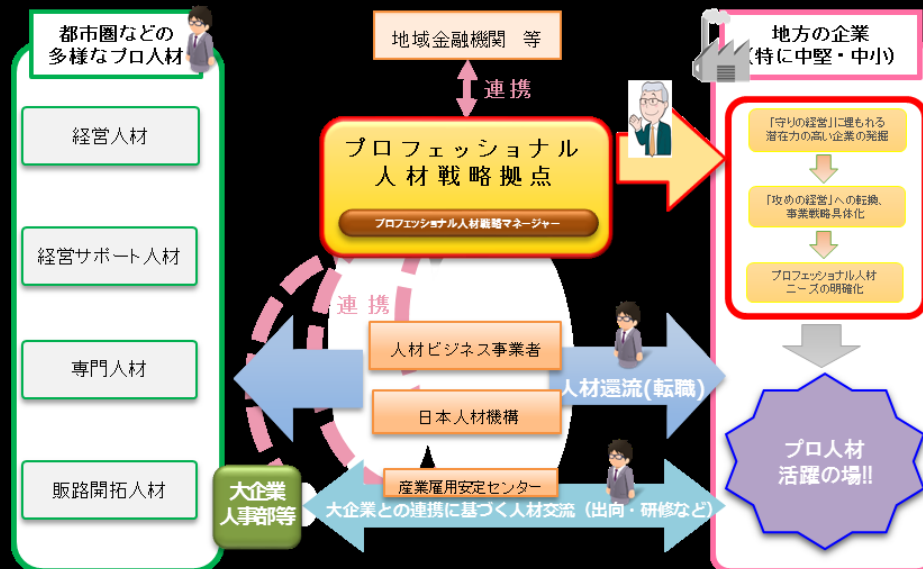 都市圏などの
多様なプロ人材
経営人材
経営サポート人材
専門人材
販路開拓人材
大企業
人事部等
地域金融機関 等
連携
プロフェッショナル
人材戦略拠点
プロフェッショナル人材戦略マネージャー
連携
人材ビジネス事業者
日本人材機構
産業雇用安定センター
人材還流(転職)
大企業との連携に基づく人材交流(出向・研修など)
地方の企業
(特に中堅・中小)
「守りの経営」に埋もれる
潜在力の高い企業の発掘
「攻めの経営」への転換、
事業戦略具体化
プロフェッショナル人材
ニーズの明確化
プロ人材
活躍の場!!